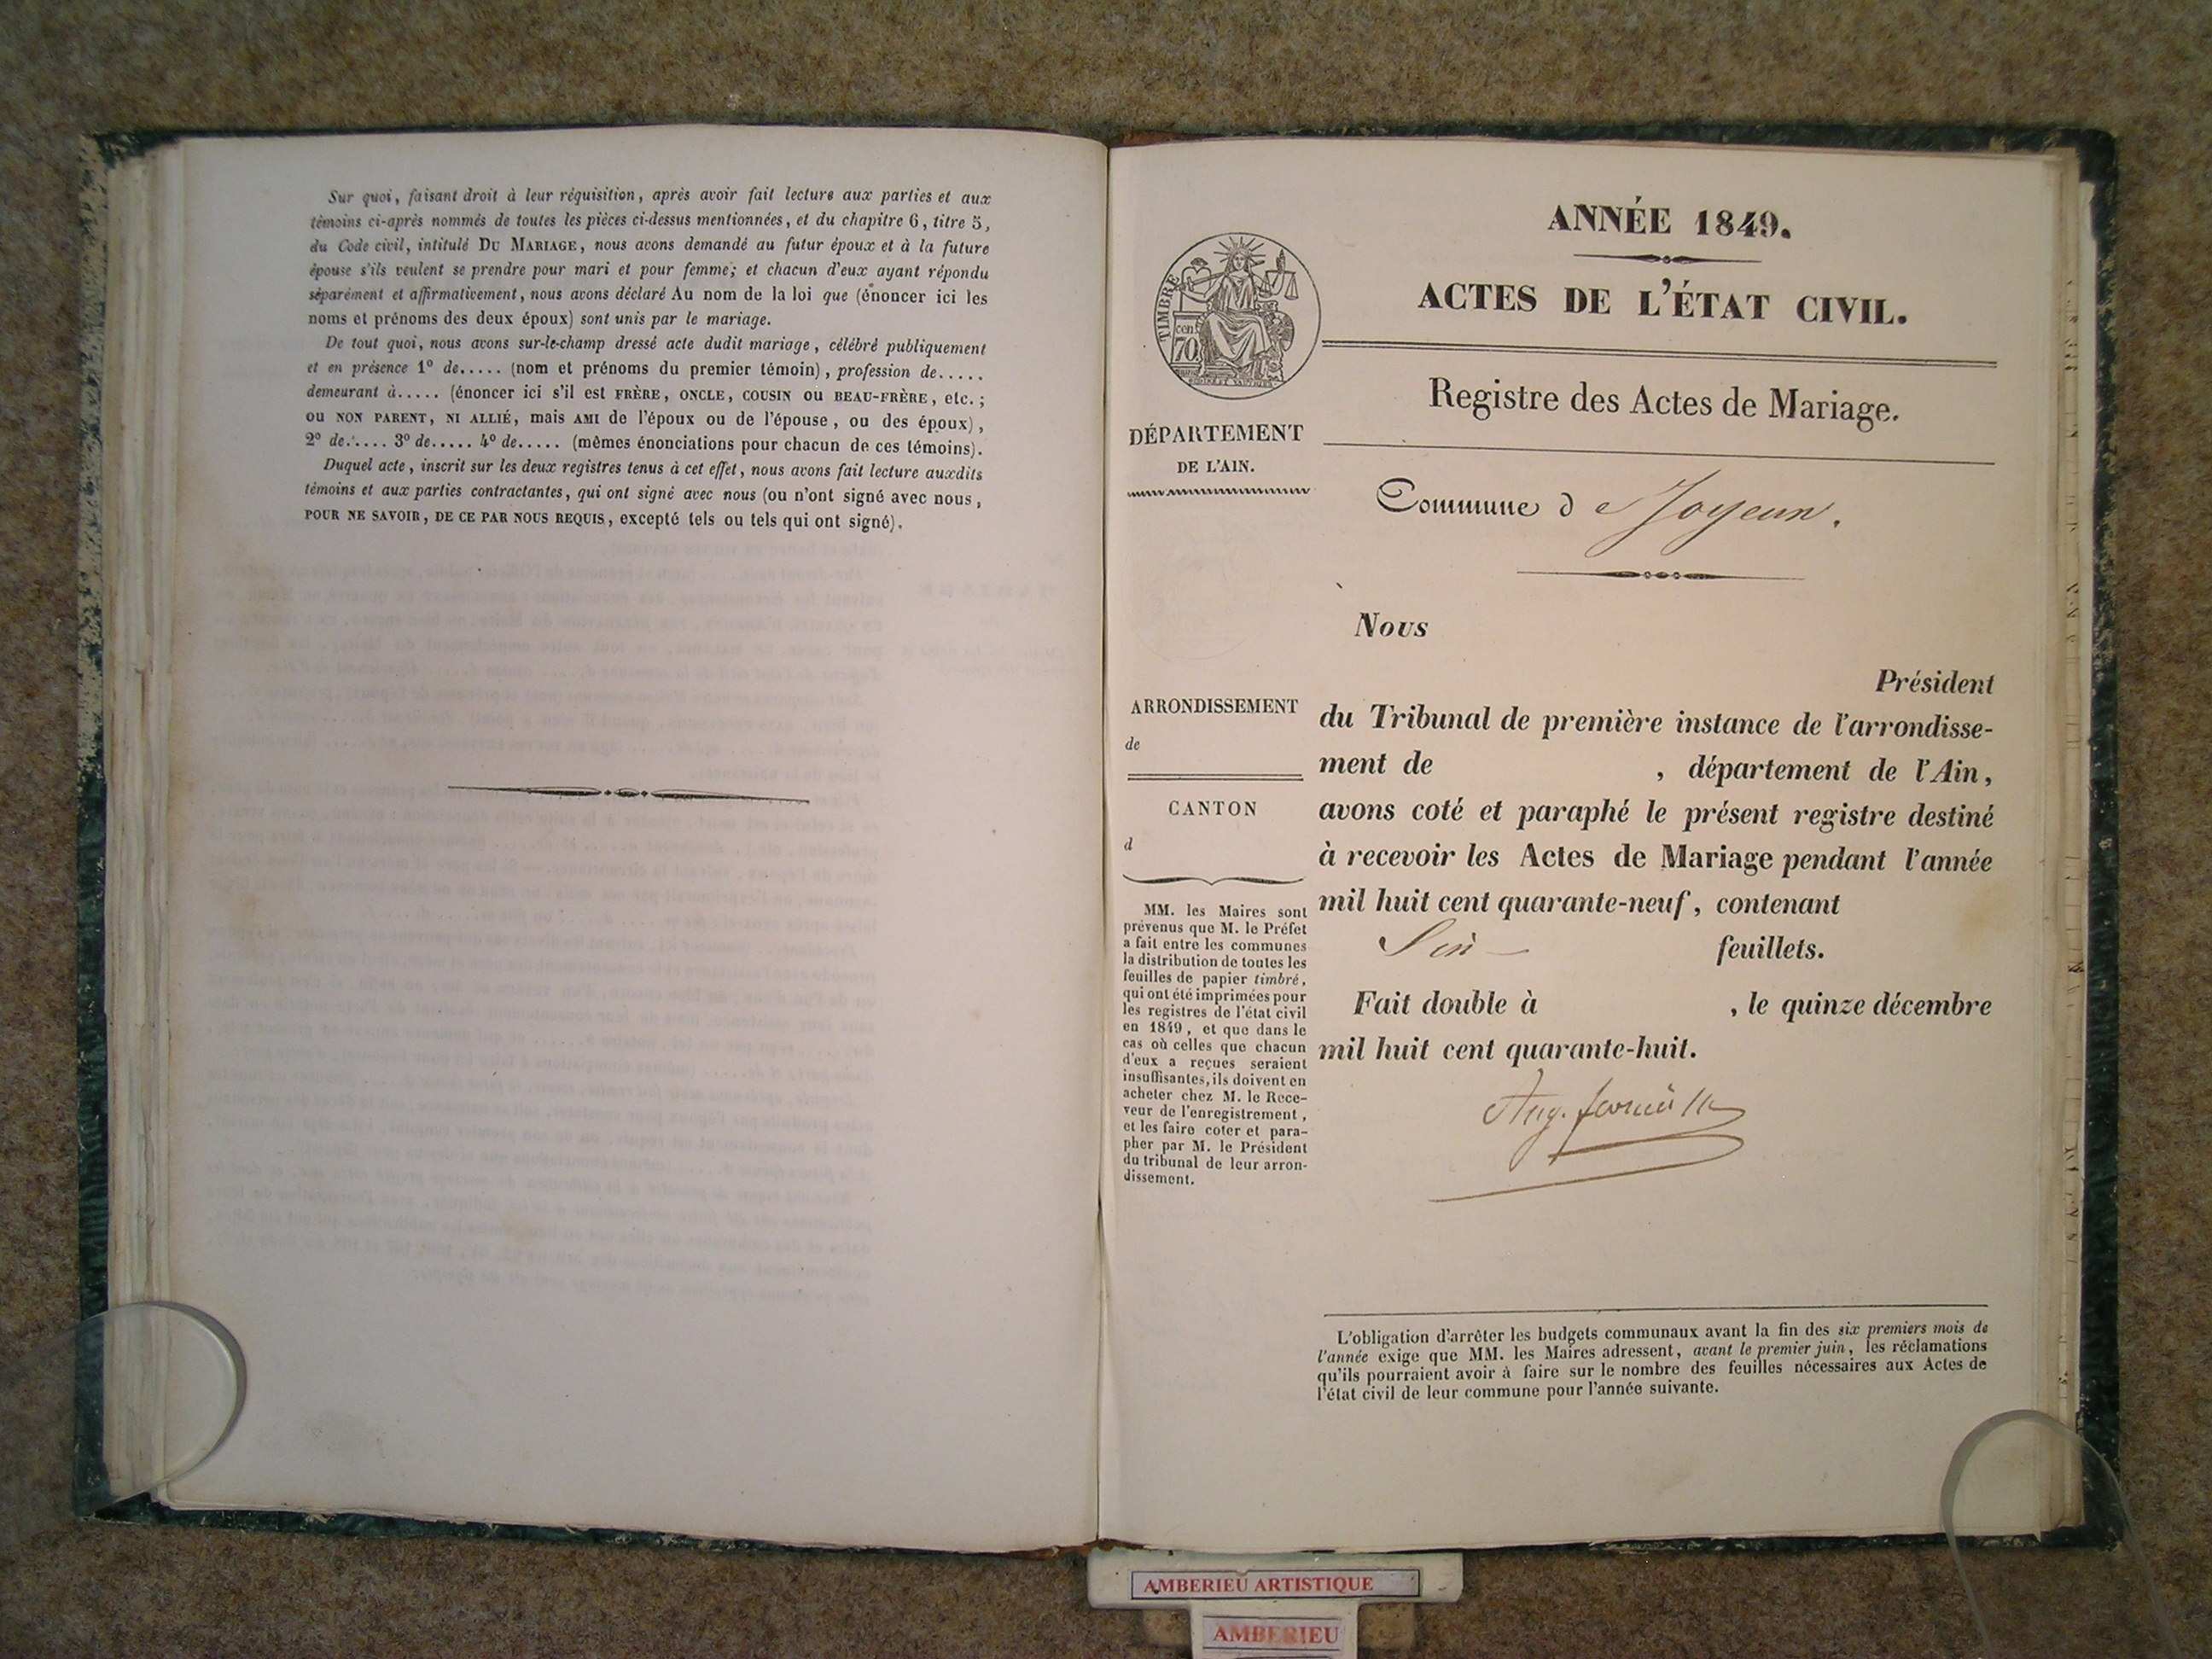 Sur quoi, faisant droit à leur réquisition, après avoir fait lecture aux parties et aux
témoins ci-après nommés de toutes les pièces ci-dessus mentionnées, et du chapitre 6, titre 5,
du Code civil, intitulé DU MARIAGE, nous avons demandé au futur époux et à la future
épouse s'ils veulent se prendre pour mari et pour femme; et chacun d'eux ayant répondu
séparément et affirmativement, nous avons déclaré Au nom de la loi que (énoncer ici les
noms et prénoms des deux époux) sont unis par le mariage.
De tout quoi, nous avons sur-le-champ dressé acte dudit mariage, célébré publiquement
et en présence 1º de..... (nom et prénoms du premier témoin), profession de.....
demeurant à..... (énoncer ici s'il est FRÈRE, ONCLE, COUSIN OU BEAU-FRÈRE, etc.;
ou NON PARENT, NI ALLIÉ, mais AMI de l'époux ou de l'épouse, ou des époux),
2º de..... 3º de..... 4º de..... (mêmes énonciations pour chacun de ces témoins).
Duquel acte, inscrit sur les deux registres tenus à cet effet, nous avons fait lecture auxdits
témoins et aux parties contractantes, qui ont signé avec nous (ou n'ont signé avec nous,
POUR NE SAVOIR, DE CE PAR NOUS REQUIS, excepté tels ou tels qui ont signé).
TIMBRE
cen.
70
DÉPARTEMENT
DE L'AIN.
ARRONDISSEMENT
de
CANTON
d
MM. les Maires sont
prévenus que M. le Préfet
a fait entre les communes
la distribution de toutes les
feuilles de papier timbré,
qui ont été imprimées pour
les registres de l'état civil
en 1849, et que dans le
cas où celles que chacun
d'eux a reçues seraient
insuffisantes, ils doivent en
acheter chez M. le Rece-
veur de l'enregistrement,
et les faire coter et para-
pher par M. le Président
du tribunal de leur arron-
dissement.
ANNÉE 1849.
ACTES DE L'ÉTAT CIVIL.
Registre des Actes de Mariage.
Commune de Joyeux.
Nous
Président
du Tribunal de première instance de l'arrondisse-
ment de , département de l'Ain,
avons coté et paraphé le présent registre destiné
à recevoir les Actes de Mariage pendant l'année
mil huit cent quarante-neuf, contenant
feuillets.
Fait double à , le quinze décembre
mil huit cent quarante-huit.
L'obligation d'arrêter les budgets communaux avant la fin des six premiers mois de
l'année exige que MM. les Maires adressent, avant le premier juin, les réclamations
qu'ils pourraient avoir à faire sur le nombre des feuilles nécessaires aux Actes de
l'état civil de leur commune pour l'année suivante.
AMBERIEU ARTISTIQUE
AMBERIEU